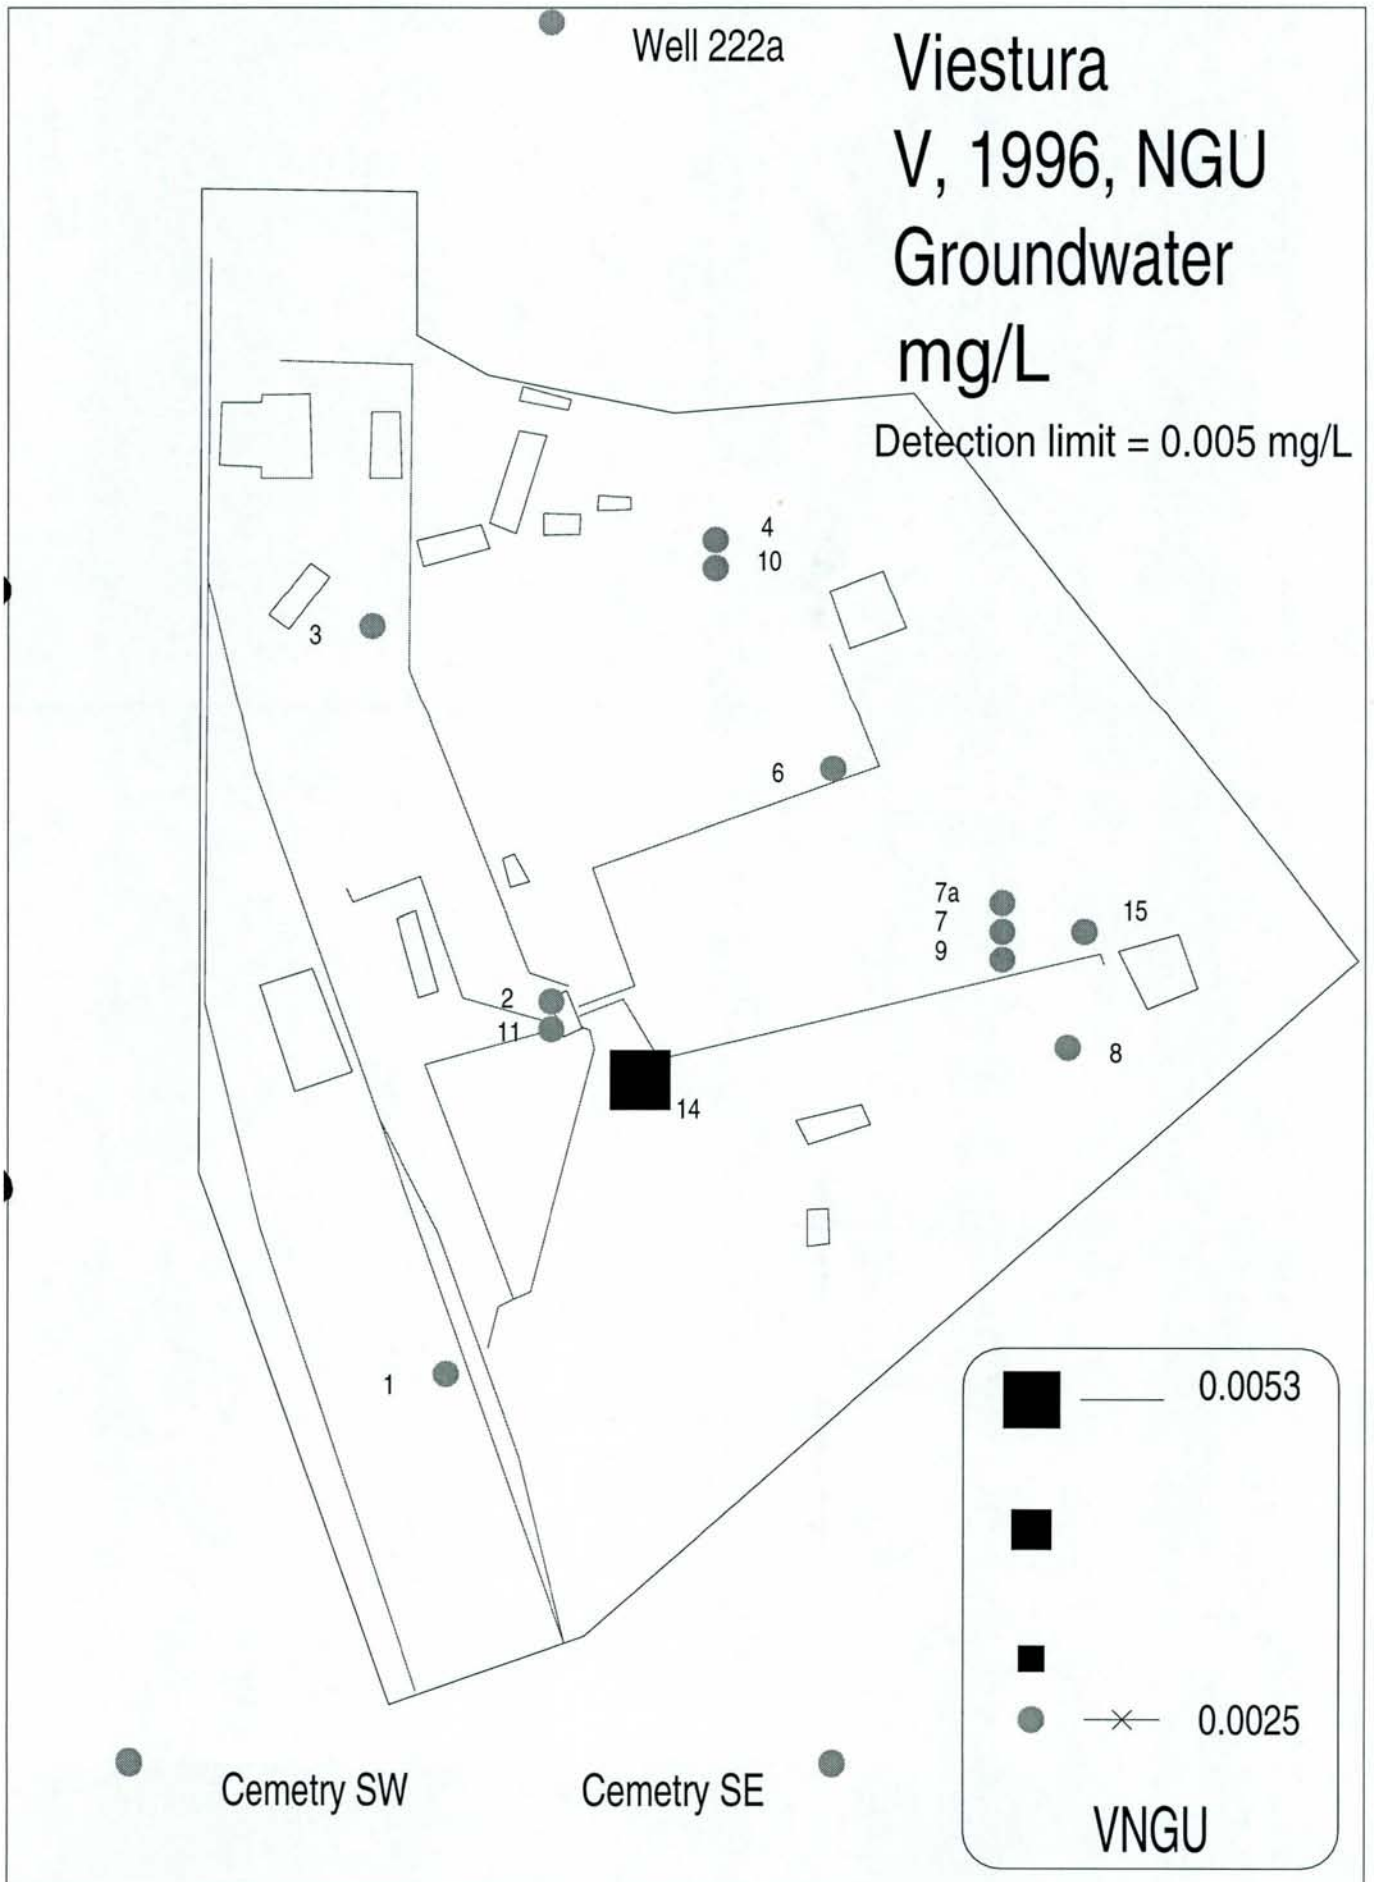 Well 222a
Viestura
V, 1996, NGU
Groundwater
mg/L
Detection limit = 0.005 mg/L
4
10
3
6
7a
7
9
15
2
11
8
14
1
0.0053
0.0025
VNGU
Cemetry SW
Cemetry SE